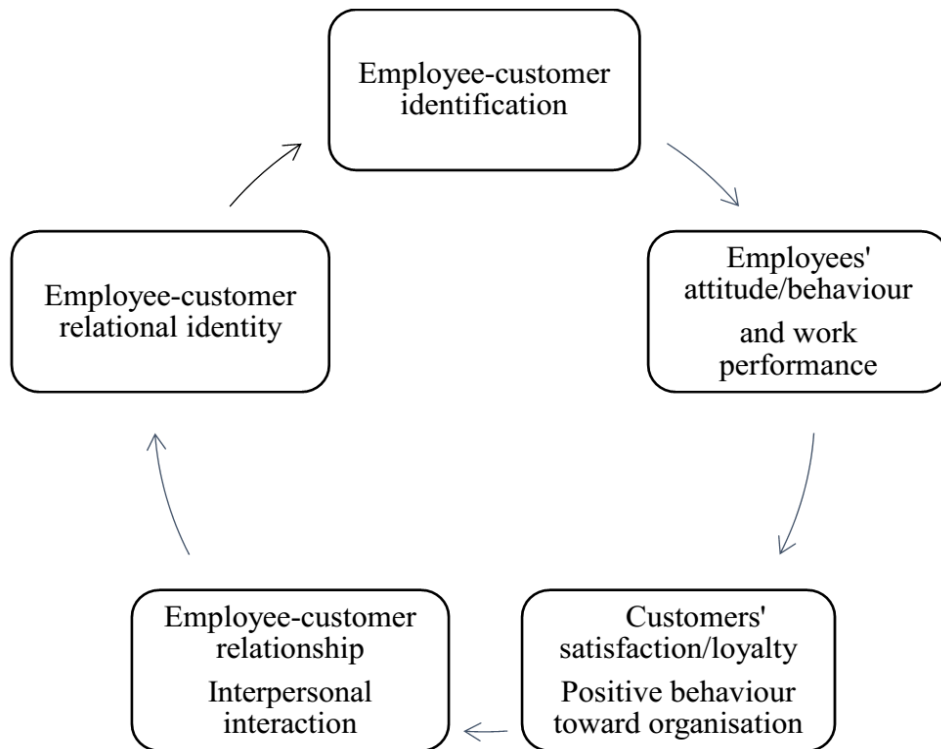 Employee-customer
identification
Employees'
attitude/behaviour
and work
performance
Customers'
satisfaction/loyalty
Positive behaviour
toward organisation
Employee-customer
relationship
Interpersonal
interaction
Employee-customer
relational identity